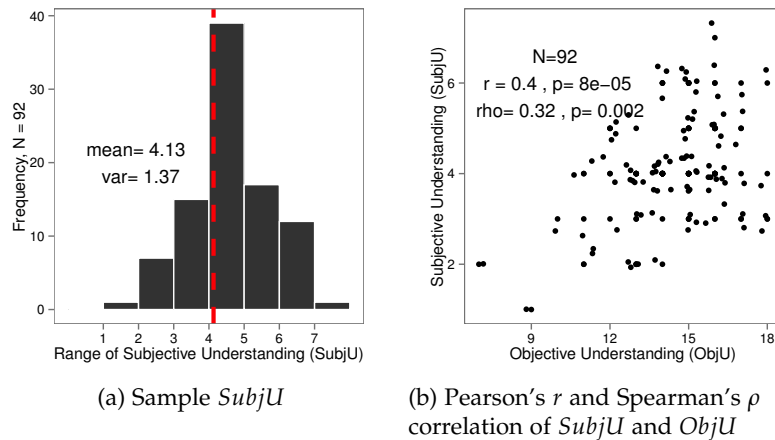 40
30
20
10
0
Frequency, N = 92
mean= 4.13
var= 1.37
1 2 3 4 5 6 7
Range of Subjective Understanding (SubjU)
(a) Sample SubjU
6
4
2
Subjective Understanding (SubjU)
N=92
r = 0.4 , p= 8e−05
rho= 0.32 , p= 0.002
9 12 15 18
Objective Understanding (ObjU)
(b) Pearson's r and Spearman's ρ
correlation of SubjU and ObjU